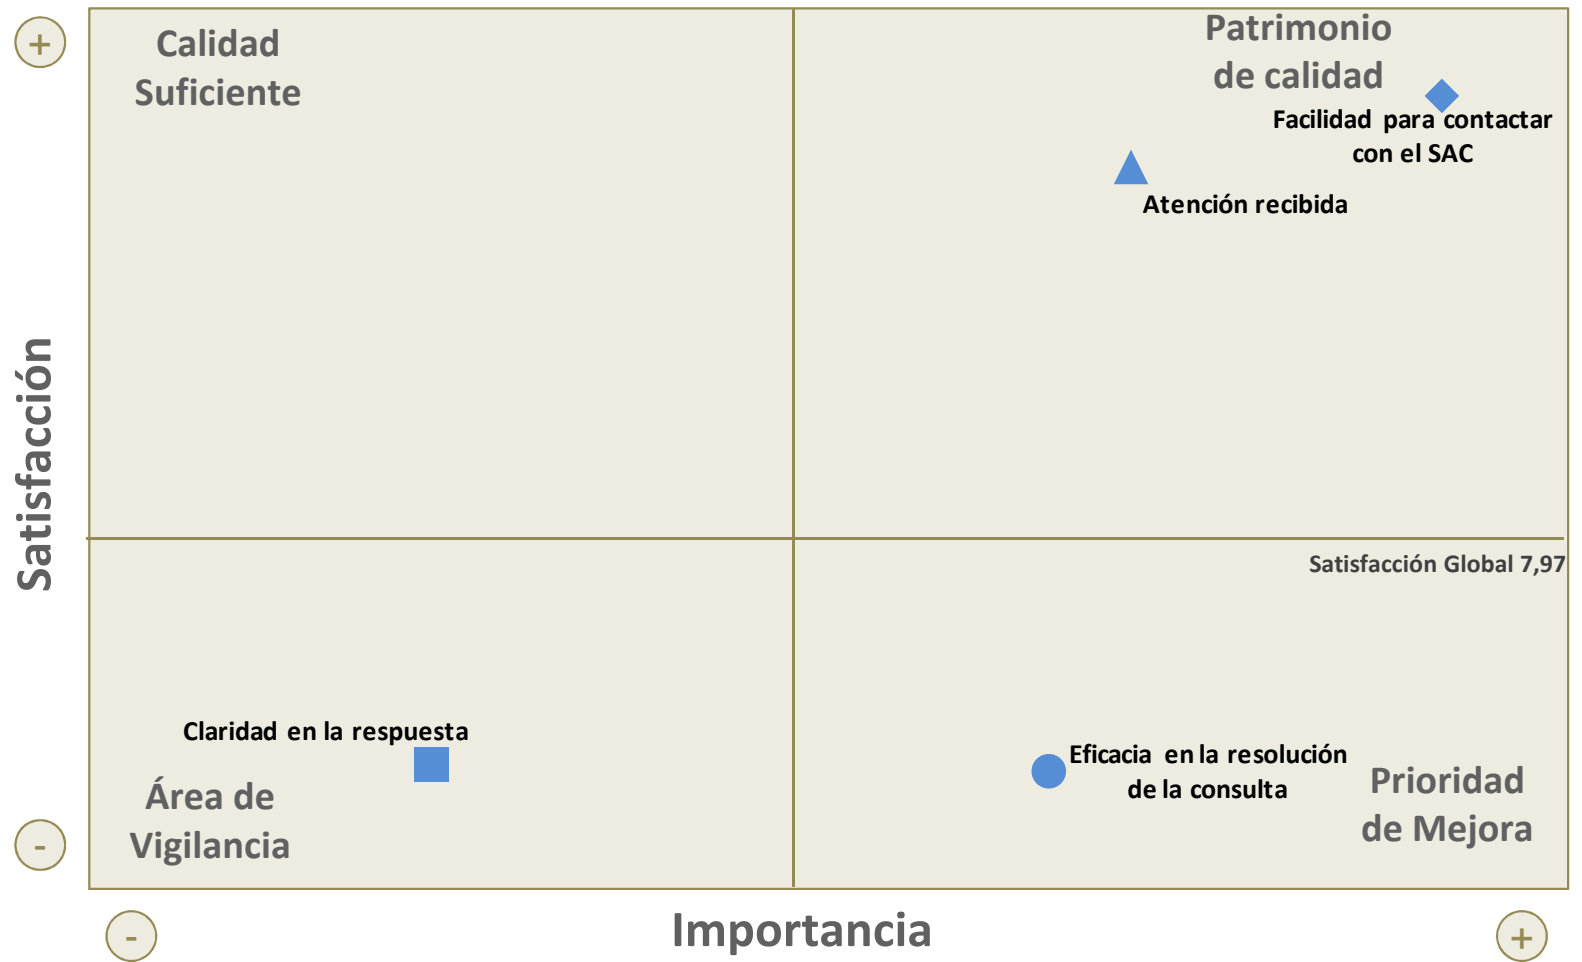 +
Calidad
Suficiente
Patrimonio
de calidad
Facilidad para contactar
con el SAC
Atención recibida
Satisfacción
Satisfacción Global 7,97
Claridad en la respuesta
Eficacia en la resolución
de la consulta
Área de
Vigilancia
Prioridad
de Mejora
-
-
Importancia
+